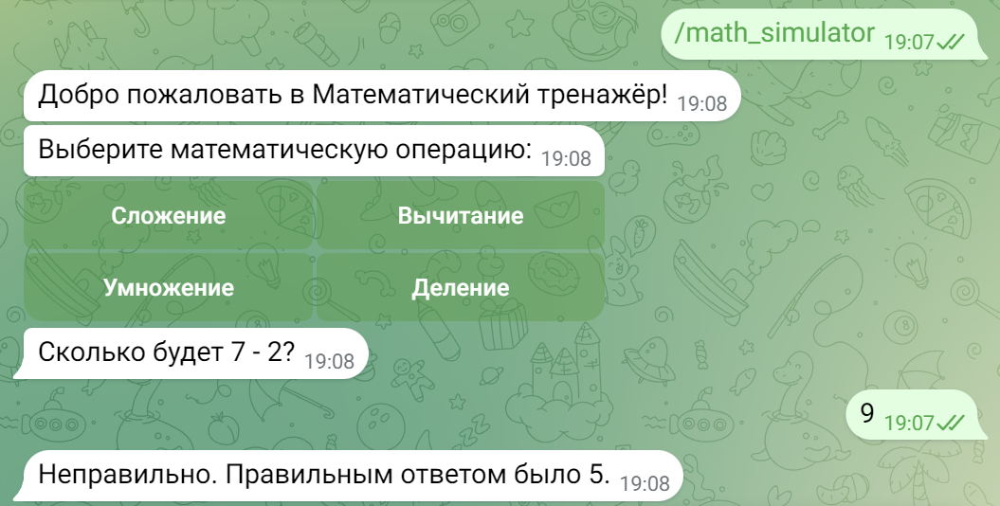 /math_simulator 19:07
Добро пожаловать в Математический тренажёр! 19:08
Выберите математическую операцию: 19:08
Сложение Вычитание
Умножение Деление
Сколько будет 7 - 2? 19:08
9 19:07
Неправильно. Правильным ответом было 5. 19:08